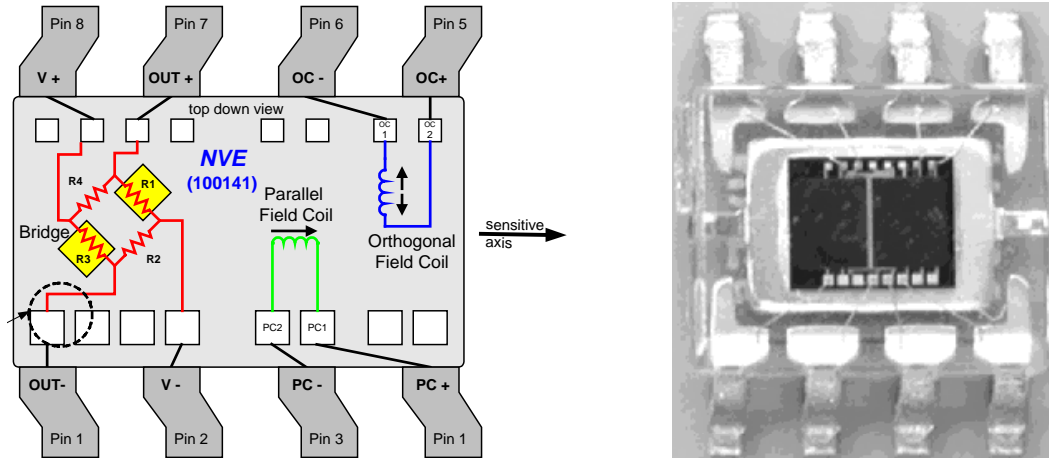 Pin 8 Pin 7 Pin 6 Pin 5
V + OUT + OC - OC+
top down view
OC 1
OC 2
NVE
(100141)
R4
R1
Bridge
R3
R2
Parallel
Field Coil
Orthogonal
Field Coil
sensitive
axis
PC2 PC1
OUT- V - PC - PC +
Pin 1 Pin 2 Pin 3 Pin 1